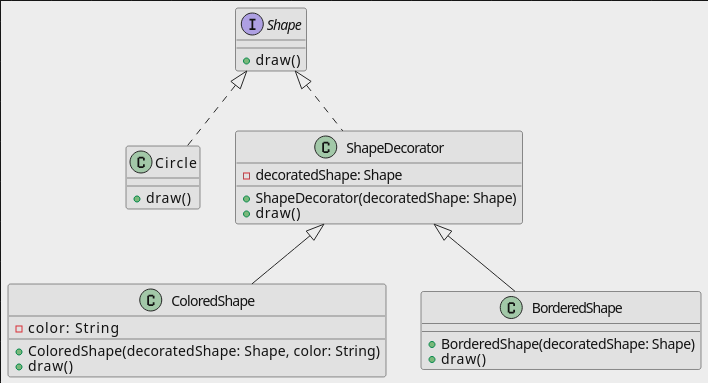 I Shape
draw()
C Circle
draw()
C ShapeDecorator
decoratedShape: Shape
ShapeDecorator(decoratedShape: Shape)
draw()
C ColoredShape
color: String
ColoredShape(decoratedShape: Shape, color: String)
draw()
C BorderedShape
BorderedShape(decoratedShape: Shape)
draw()